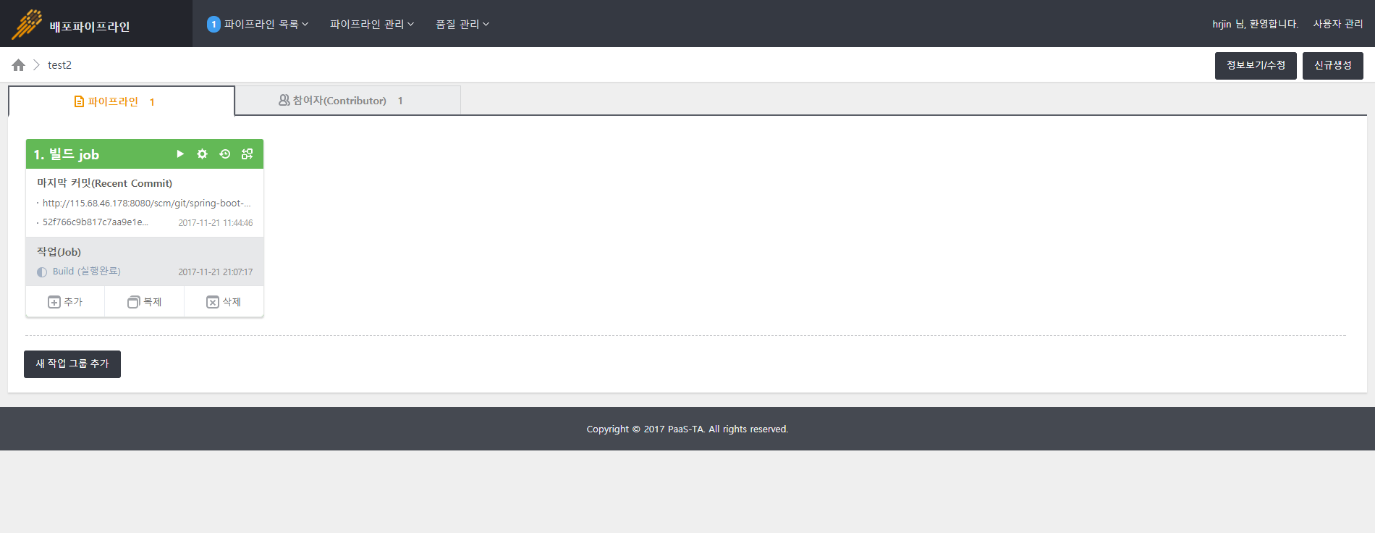 배포파이프라인
1 파이프라인 목록 파이프라인 관리 품질 관리
hrjin 님, 환영합니다. 사용자 관리
test2
정보보기/수정 신규생성
파이프라인 1
참여자(Contributor) 1
1. 빌드 job
마지막 커밋(Recent Commit)
· http://115.68.46.178:8080/scm/git/spring-boot-...
· 52f766c9b817c7aa9e1e... 2017-11-21 11:44:46
작업(Job)
Build (실행완료) 2017-11-21 21:07:17
추가 복제 삭제
새 작업 그룹 추가
Copyright © 2017 PaaS-TA. All rights reserved.